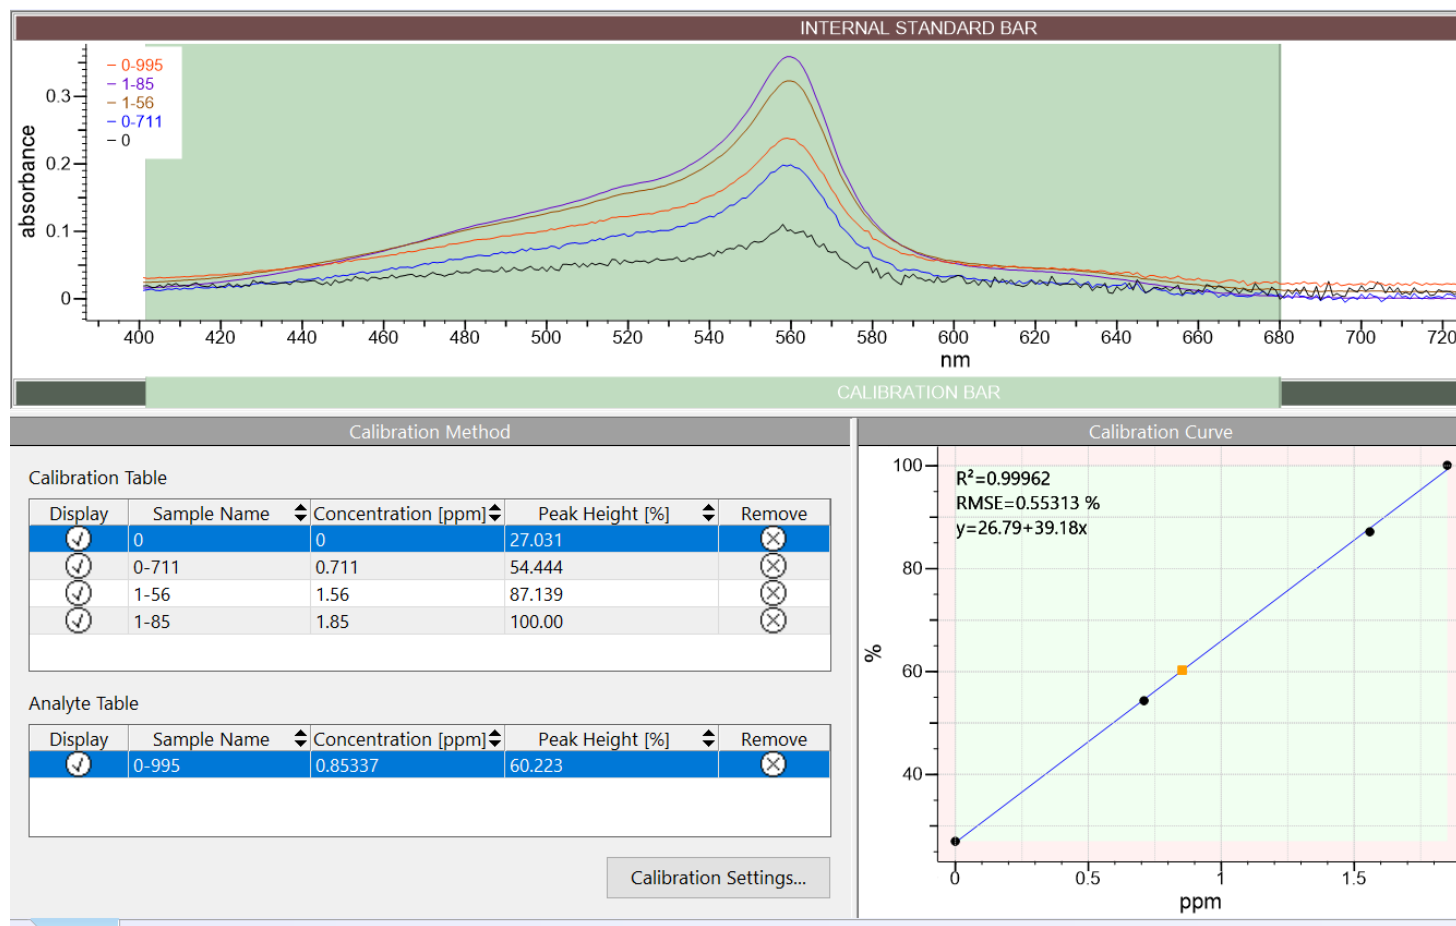 INTERNAL STANDARD BAR
0-995
1-85
1-56
0-711
0
absorbance
0.3
0.2
0.1
0
400 420 440 460 480 500 520 540 560 580 600 620 640 660 680 700 720
nm
CALIBRATION BAR
Calibration Method
Calibration Table
Display Sample Name Concentration [ppm] Peak Height [%] Remove
0 0 27.031
0-711 0.711 54.444
1-56 1.56 87.139
1-85 1.85 100.00
Analyte Table
Display Sample Name Concentration [ppm] Peak Height [%] Remove
0-995 0.85337 60.223
Calibration Settings...
Calibration Curve
R²=0.99962
RMSE=0.55313 %
y=26.79+39.18x
%
100
80
60
40
0 0.5 1 1.5
ppm